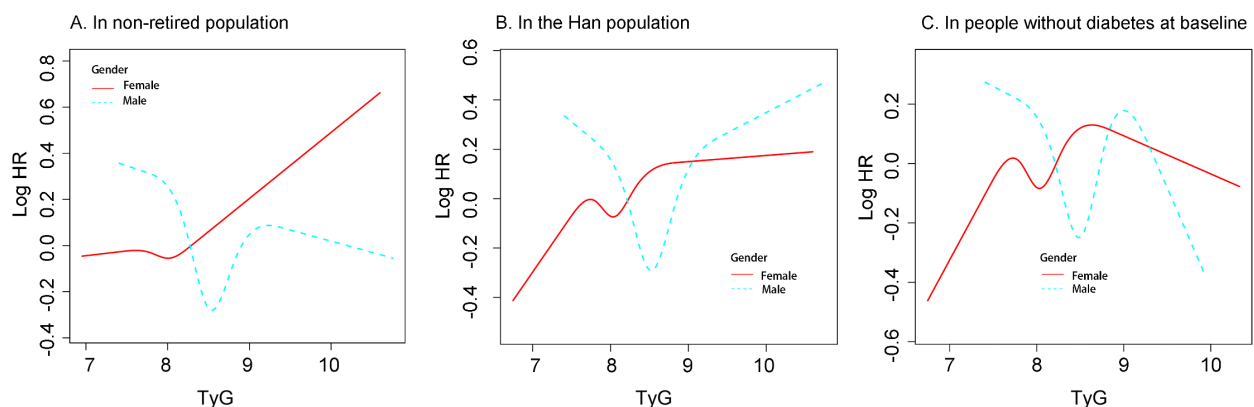 A. In non-retired population
Log HR
0.8
0.6
0.4
0.2
0.0
-0.2
-0.4
Gender
Female
Male
7 8 9 10
TyG
B. In the Han population
Log HR
0.6
0.4
0.2
0.0
-0.2
-0.4
Gender
Female
Male
7 8 9 10
TyG
C. In people without diabetes at baseline
Log HR
0.2
0.0
-0.2
-0.4
-0.6
Gender
Female
Male
7 8 9 10
TyG